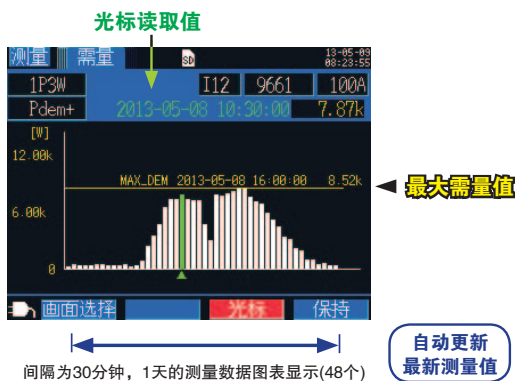 光标读取值
测量 需量 SD 13-05-09
08:23:55
1P3W I12 9661 100A
Pdem+ 2013-05-08 10:30:00 7.87k
[W]
12.00k
MAX_DEM 2013-05-08 16:00:00 8.52k
最大需量值
6.00k
0
画面选择 光标 保持
自动更新
最新测量值
间隔为30分钟，1天的测量数据图表显示(48个)